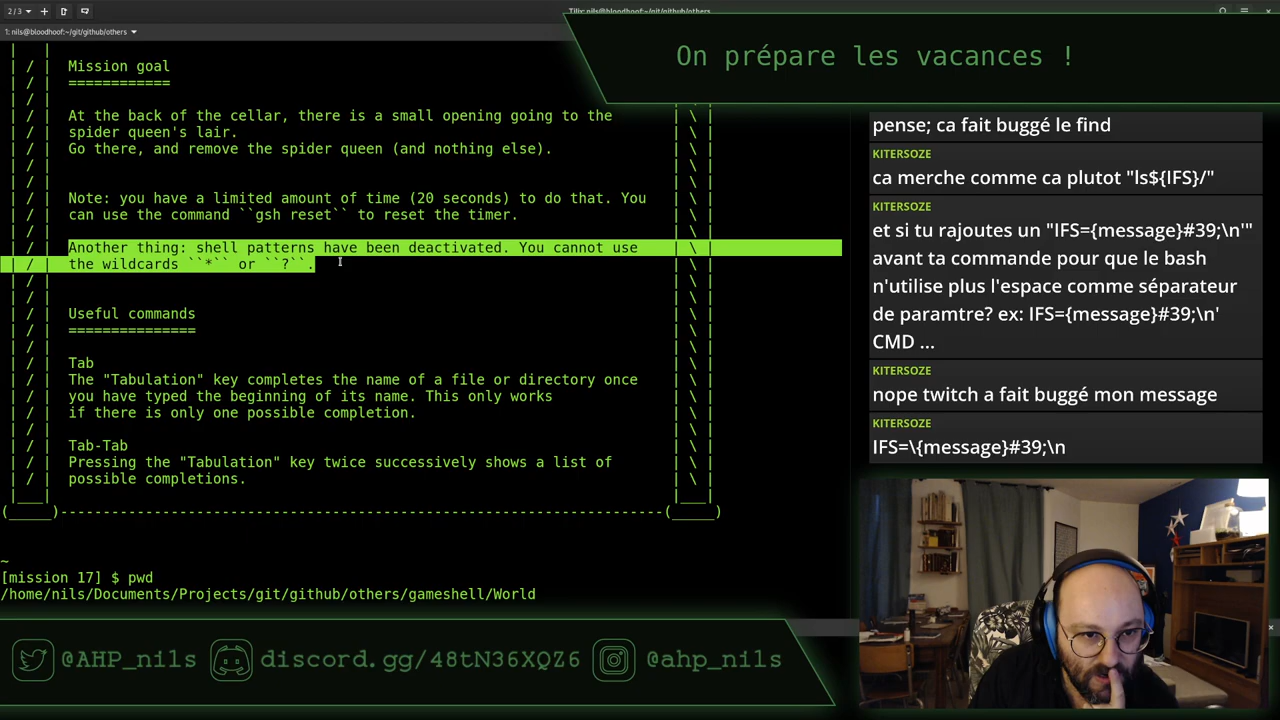 2 / 3
Tilix: nils@bloodhoof:~/git/github/others
1: nils@bloodhoof:~/git/github/others
On prépare les vacances !
Mission goal
============
At the back of the cellar, there is a small opening going to the
spider queen's lair.
Go there, and remove the spider queen (and nothing else).
Note: you have a limited amount of time (20 seconds) to do that. You
can use the command ``gsh reset`` to reset the timer.
Another thing: shell patterns have been deactivated. You cannot use
the wildcards ``*`` or ``?``.
Useful commands
===============
Tab
The "Tabulation" key completes the name of a file or directory once
you have typed the beginning of its name. This only works
if there is only one possible completion.
Tab-Tab
Pressing the "Tabulation" key twice successively shows a list of
possible completions.
~
[mission 17] $ pwd
/home/nils/Documents/Projects/git/github/others/gameshell/World
pense; ca fait buggé le find
KITERSOZE
ca merche comme ca plutot "ls${IFS}/"
KITERSOZE
et si tu rajoutes un "IFS={message}#39;\n'"
avant ta commande pour que le bash
n'utilise plus l'espace comme séparateur
de paramtre? ex: IFS={message}#39;\n'
CMD ...
KITERSOZE
nope twitch a fait buggé mon message
KITERSOZE
IFS=\{message}#39;\n
@AHP_nils
discord.gg/48tN36XQZ6
@ahp_nils